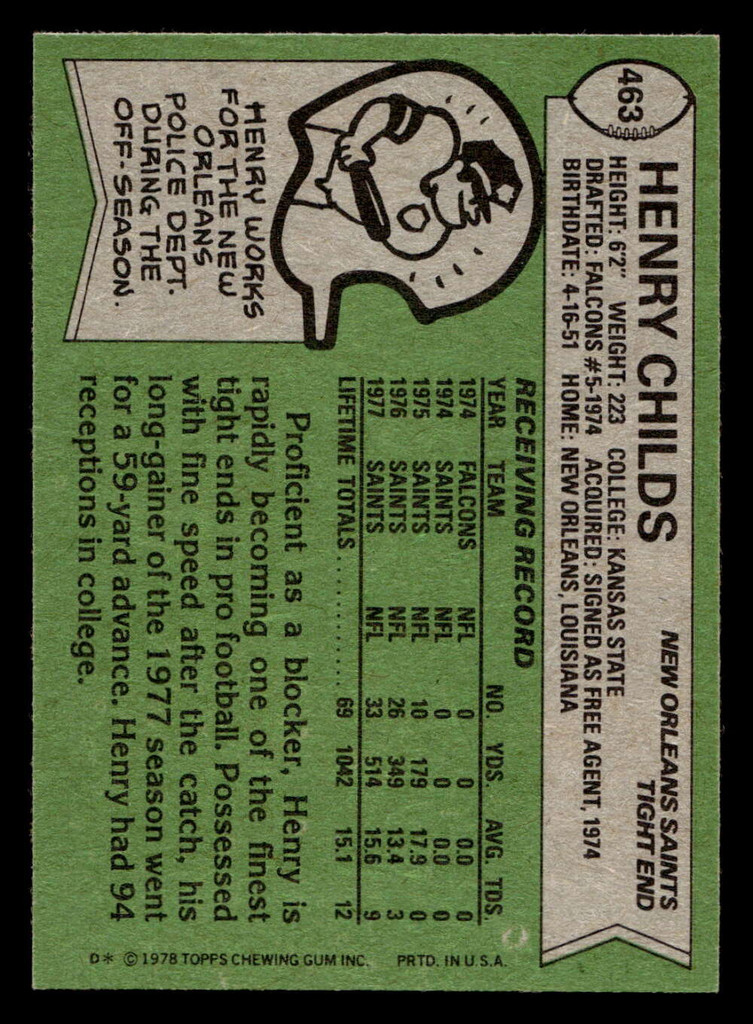 463
HENRY CHILDS
NEW ORLEANS SAINTS
TIGHT END
HEIGHT: 6'2" WEIGHT: 223 COLLEGE: KANSAS STATE
DRAFTED: FALCONS #5-1974 ACQUIRED: SIGNED AS FREE AGENT, 1974
BIRTHDATE: 4-16-51 HOME: NEW ORLEANS, LOUISIANA
HENRY WORKS
FOR THE NEW
ORLEANS
POLICE DEPT.
DURING THE
OFF-SEASON.
RECEIVING RECORD
YEAR TEAM NO. YDS. AVG. TDS.
1974 FALCONS NFL 0 0 0.0 0
1974 SAINTS NFL 0 0 0.0 0
1975 SAINTS NFL 10 179 17.9 0
1976 SAINTS NFL 26 349 13.4 3
1977 SAINTS NFL 33 514 15.6 9
LIFETIME TOTALS........... 69 1042 15.1 12
Proficient as a blocker, Henry is
rapidly becoming one of the finest
tight ends in pro football. Possessed
with fine speed after the catch, his
long-gainer of the 1977 season went
for a 59-yard advance. Henry had 94
receptions in college.
D* © 1978 TOPPS CHEWING GUM INC. PRTD. IN U.S.A.